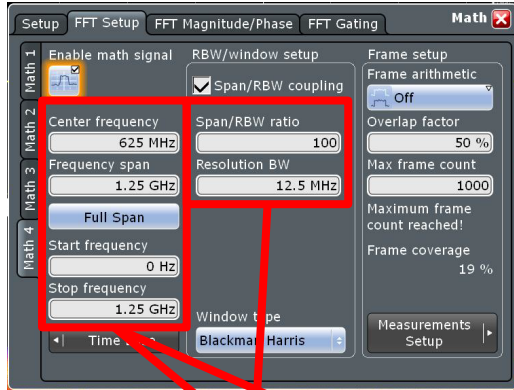 Setup
FFT Setup
FFT Magnitude/Phase
FFT Gating
Math
Math 1
Math 2
Math 3
Math 4
Enable math signal
Center frequency
625 MHz
Frequency span
1.25 GHz
Full Span
Start frequency
0 Hz
Stop frequency
1.25 GHz
Time
RBW/window setup
Span/RBW coupling
Span/RBW ratio
100
Resolution BW
12.5 MHz
Window type
Blackman Harris
Frame setup
Frame arithmetic
Off
Overlap factor
50 %
Max frame count
1000
Maximum frame
count reached!
Frame coverage
19 %
Measurements
Setup